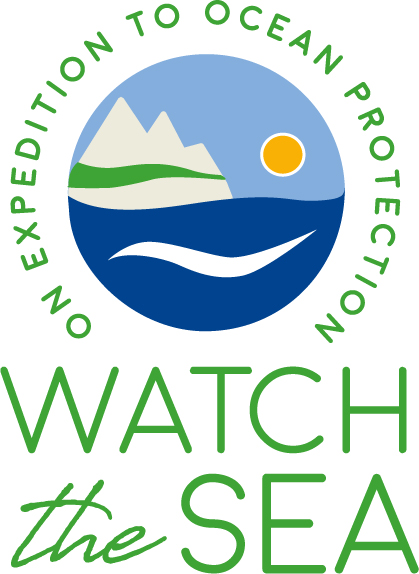 ON EXPEDITION TO OCEAN PROTECTION
WATCH
the SEA